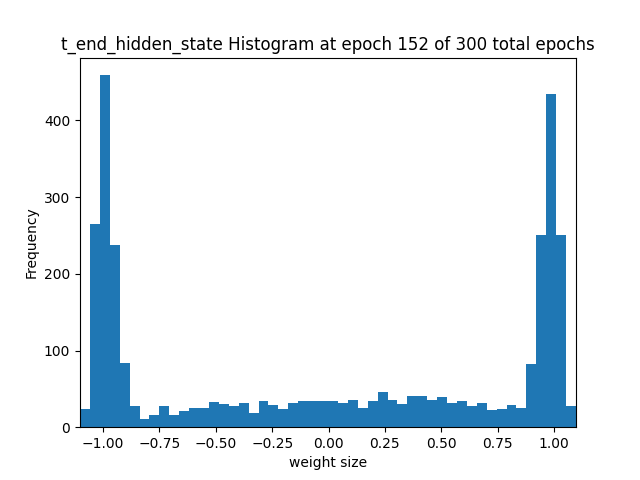 t_end_hidden_state Histogram at epoch 152 of 300 total epochs
400
300
200
100
0
Frequency
−1.00 −0.75 −0.50 −0.25 0.00 0.25 0.50 0.75 1.00
weight size